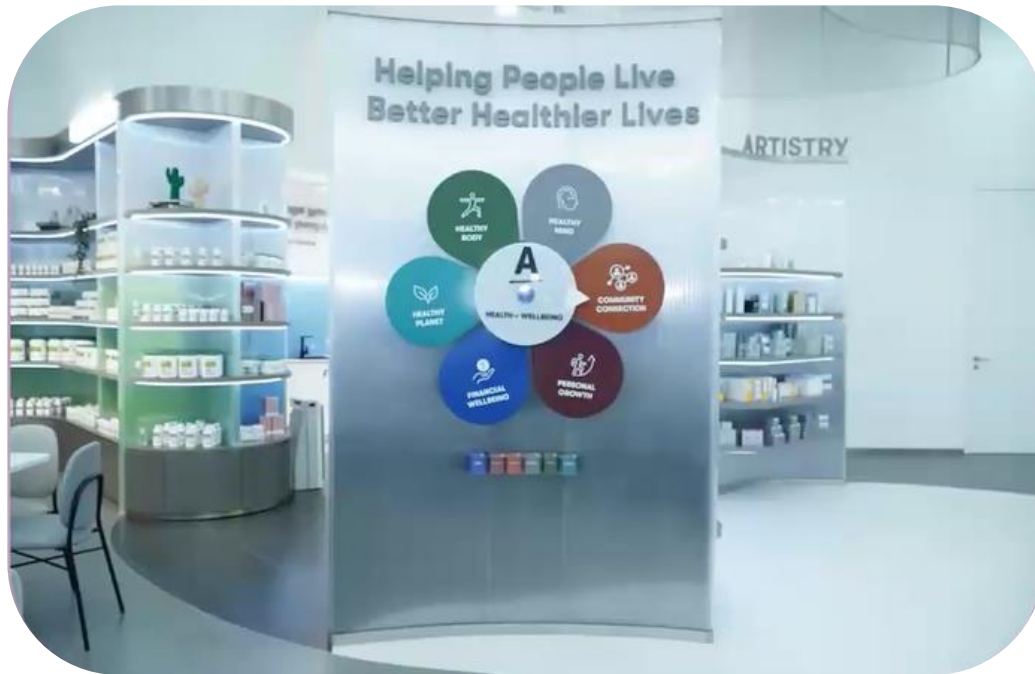 Helping People Live
Better Healthier Lives
ARTISTRY
HEALTHY
BODY
HEALTHY
MIND
A
HEALTH + WELLBEING
HEALTHY
PLANET
COMMUNITY
CONNECTION
FINANCIAL
WELLBEING
PERSONAL
GROWTH